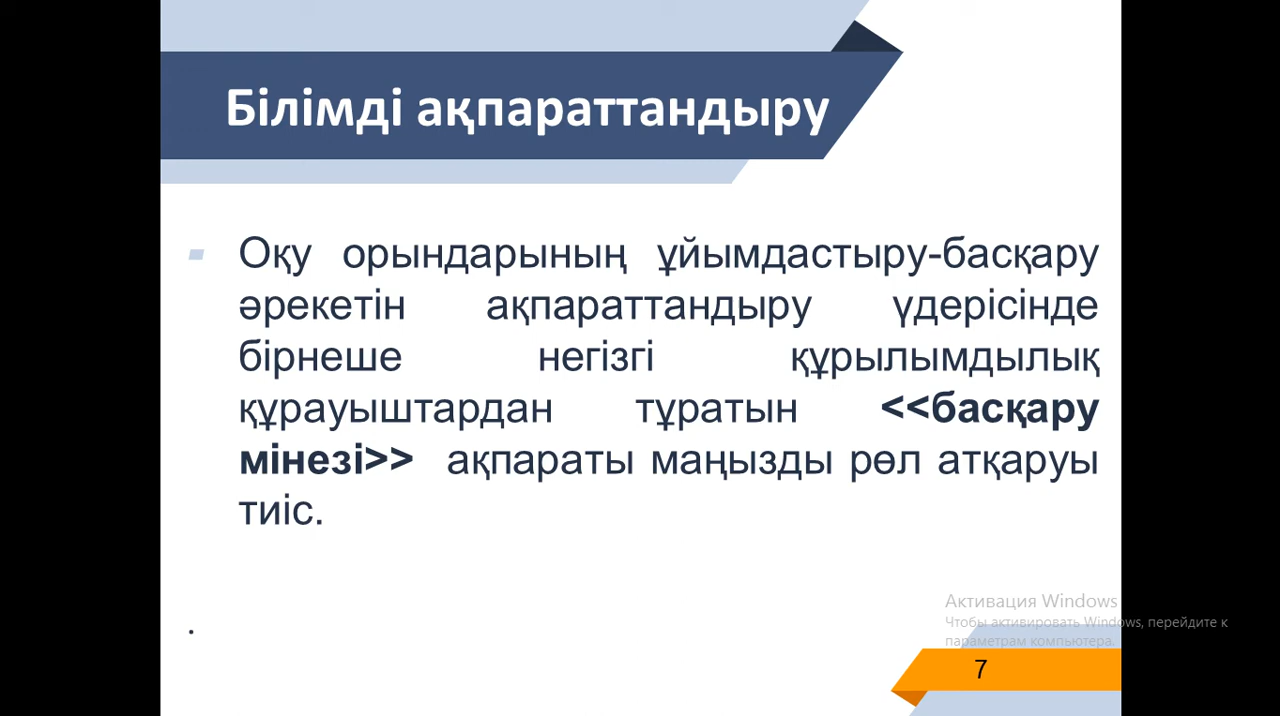 Білімді ақпараттандыру
Оқу орындарының ұйымдастыру-басқару
әрекетін ақпараттандыру үдерісінде
бірнеше негізгі құрылымдылық
құрауыштардан тұратын <<басқару
мінезі>> ақпараты маңызды рөл атқаруы
тиіс.
.
Активация Windows
Чтобы активировать Windows, перейдите к
параметрам компьютера.
7